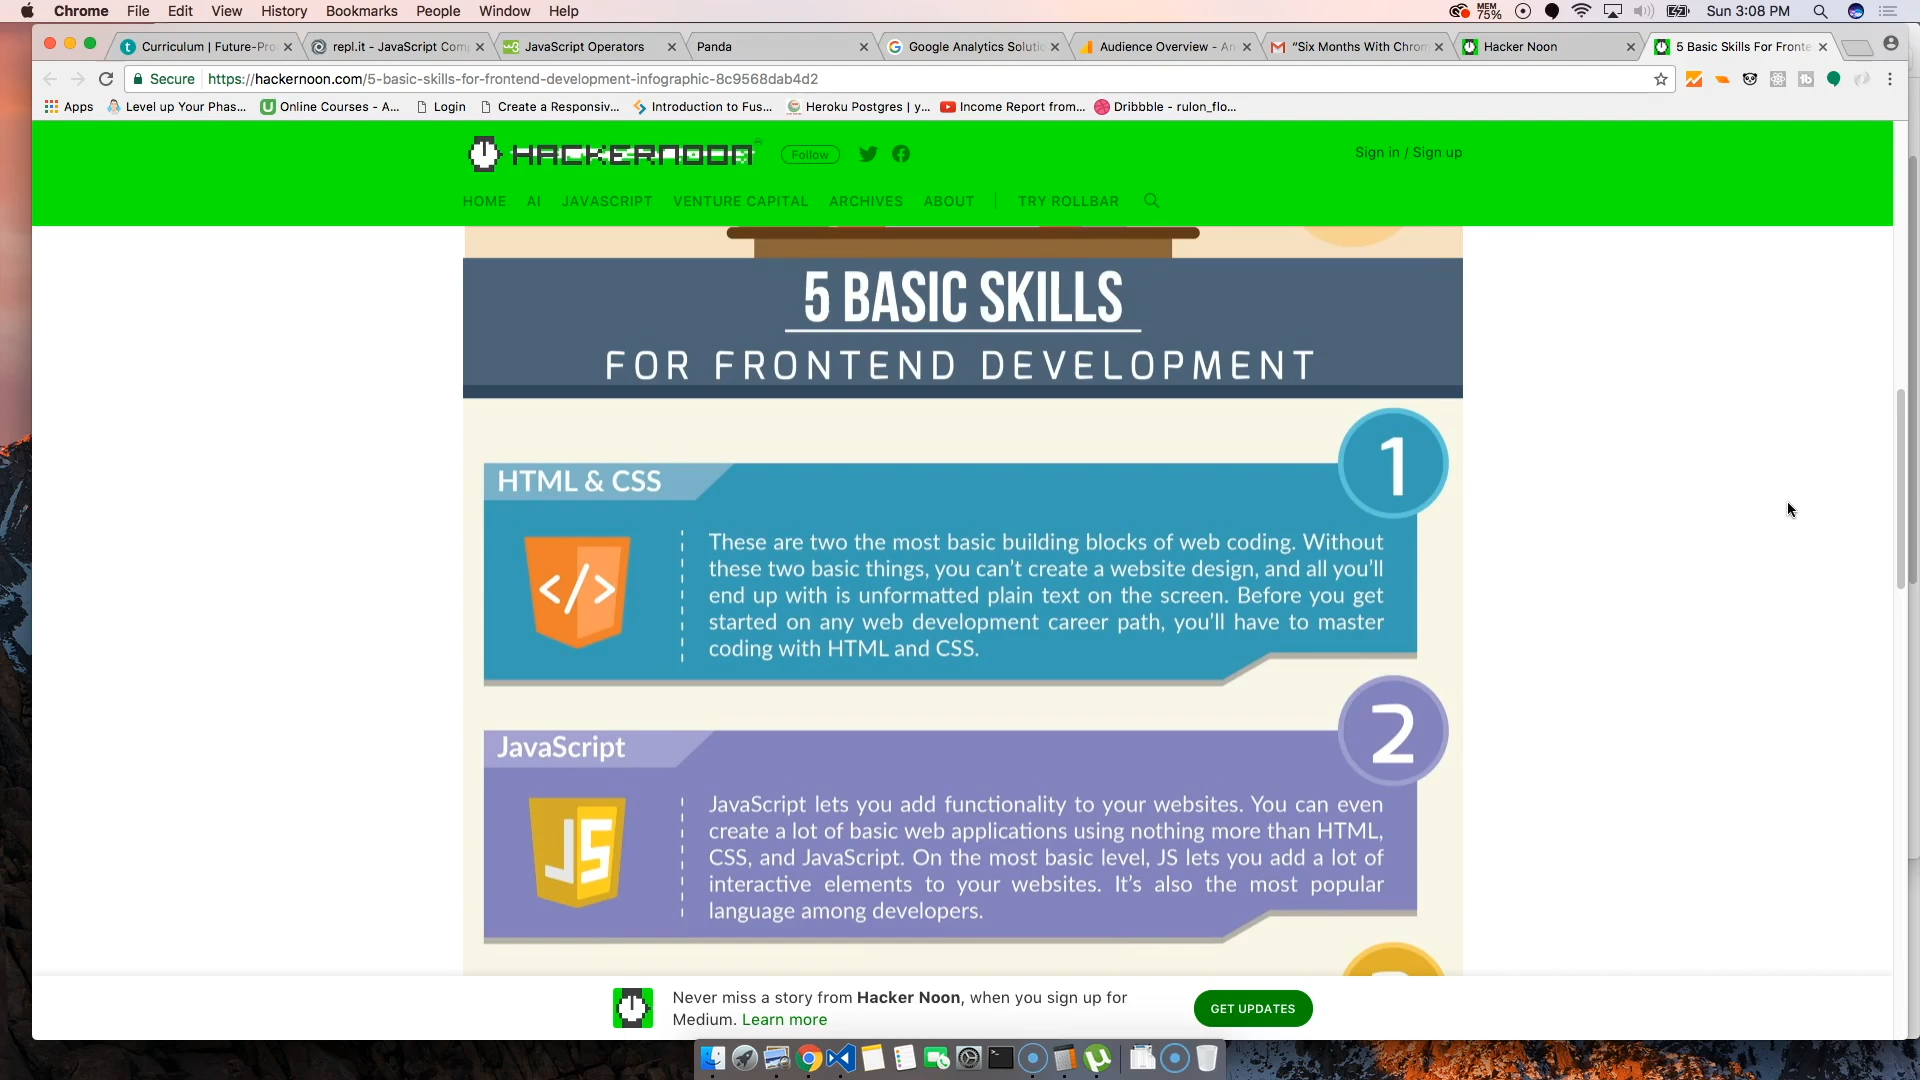 Chrome File Edit View History Bookmarks People Window Help MEM 75% Sun 3:08 PM
Curriculum | Future-Pro
repl.it - JavaScript Com
JavaScript Operators
Panda
Google Analytics Soluti
Audience Overview - An
"Six Months With Chrom
Hacker Noon
5 Basic Skills For Fronte
Secure https://hackernoon.com/5-basic-skills-for-frontend-development-infographic-8c9568dab4d2
Apps Level up Your Phas... Online Courses - A... Login Create a Responsiv... Introduction to Fus... Heroku Postgres | y... Income Report from... Dribbble - rulon_flo...
HACKERNOON Follow Sign in / Sign up
HOME AI JAVASCRIPT VENTURE CAPITAL ARCHIVES ABOUT TRY ROLLBAR
5 BASIC SKILLS
FOR FRONTEND DEVELOPMENT
1
HTML & CSS
</>
These are two the most basic building blocks of web coding. Without
these two basic things, you can't create a website design, and all you'll
end up with is unformatted plain text on the screen. Before you get
started on any web development career path, you'll have to master
coding with HTML and CSS.
2
JavaScript
JS
JavaScript lets you add functionality to your websites. You can even
create a lot of basic web applications using nothing more than HTML,
CSS, and JavaScript. On the most basic level, JS lets you add a lot of
interactive elements to your websites. It's also the most popular
language among developers.
Never miss a story from Hacker Noon, when you sign up for
Medium. Learn more
GET UPDATES